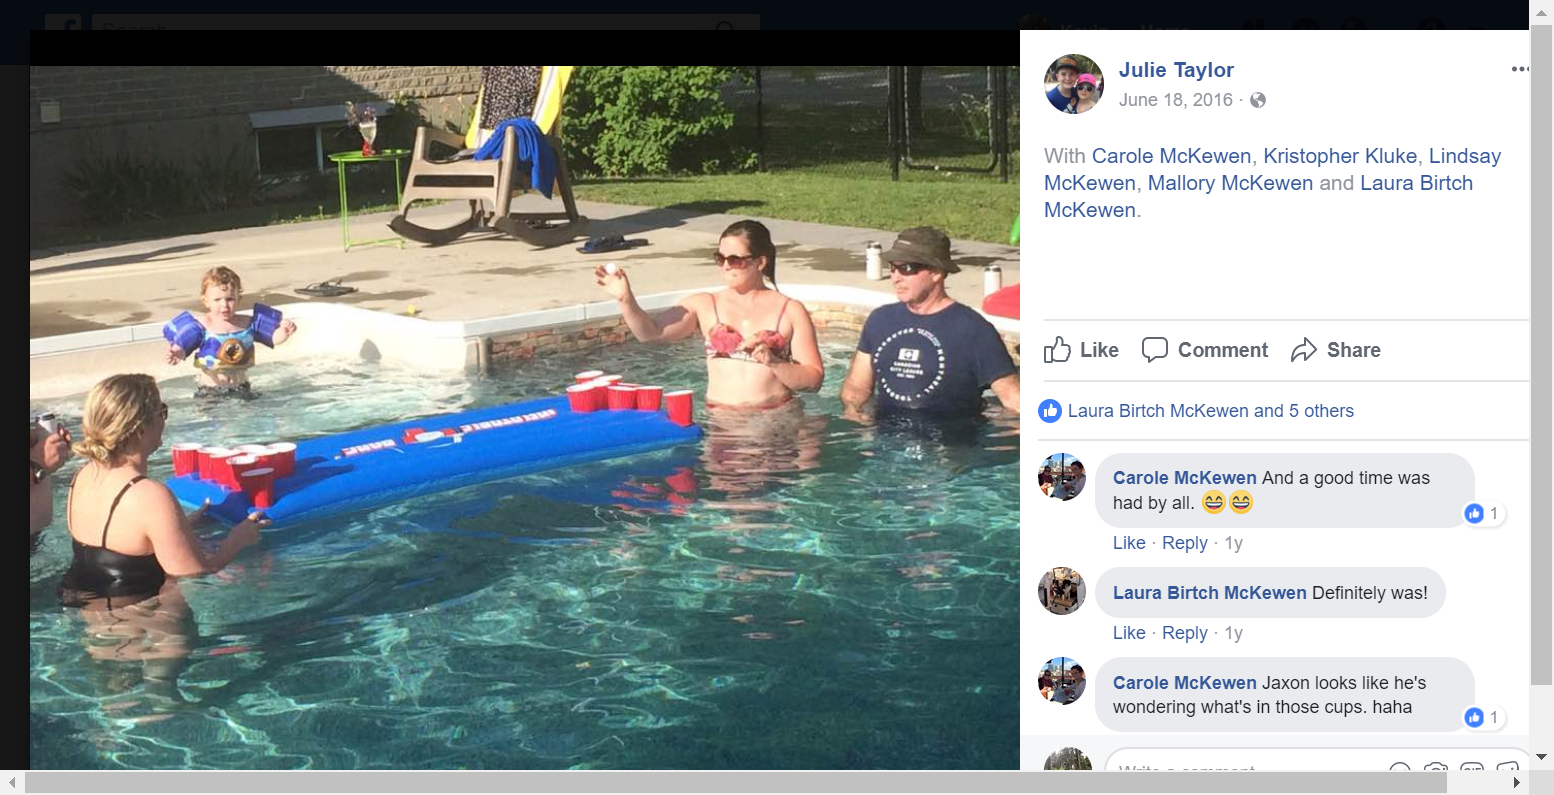 Search
Julie Taylor
June 18, 2016 ·
With Carole McKewen, Kristopher Kluke, Lindsay
McKewen, Mallory McKewen and Laura Birtch
McKewen.
Like Comment Share
Laura Birtch McKewen and 5 others
Carole McKewen And a good time was
had by all. 😄😄
1
Like · Reply · 1y
Laura Birtch McKewen Definitely was!
Like · Reply · 1y
Carole McKewen Jaxon looks like he's
wondering what's in those cups. haha
1
Write a comment...